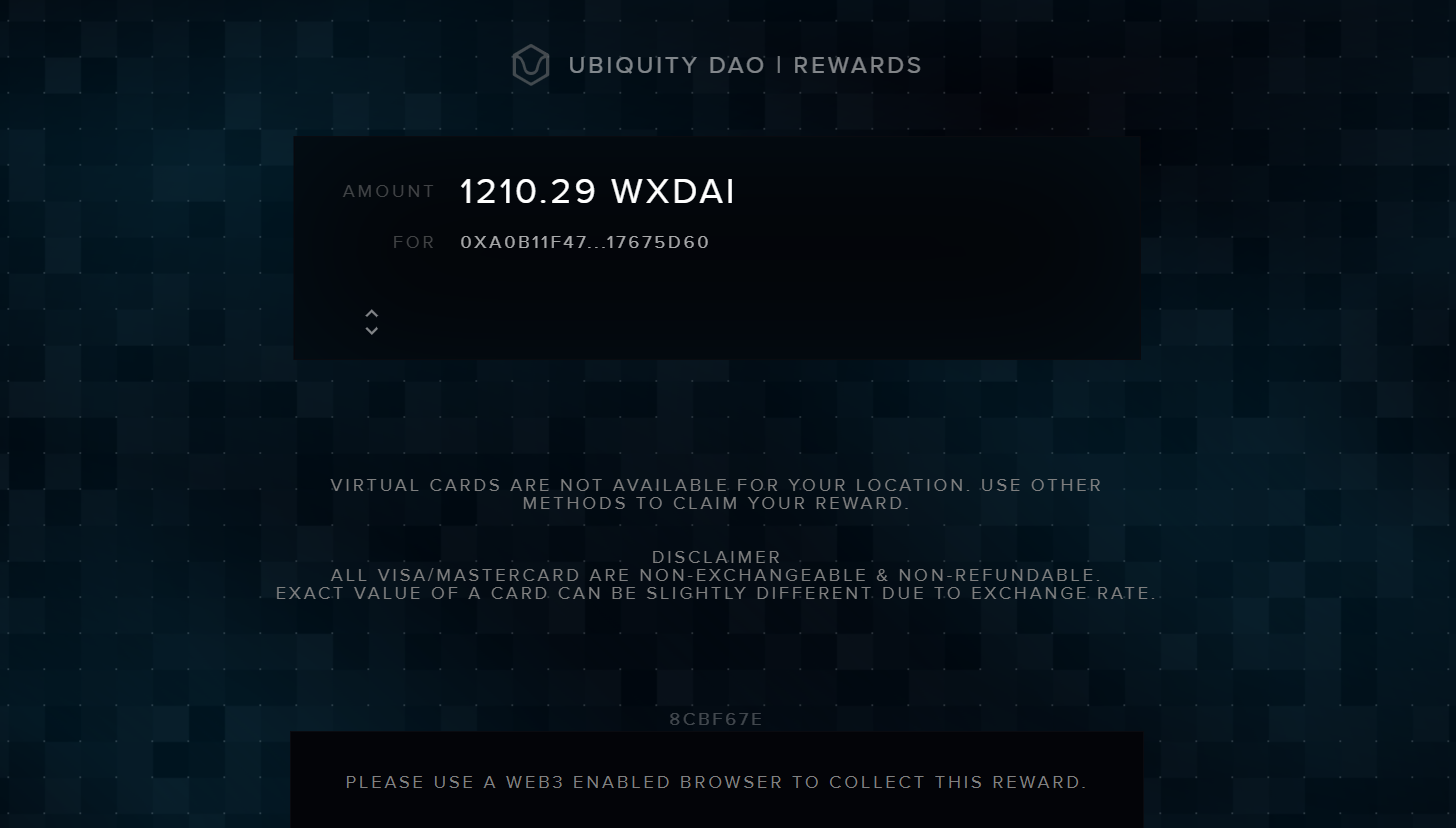 UBIQUITY DAO | REWARDS
AMOUNT 1210.29 WXDAI
FOR 0XA0B11F47...17675D60
VIRTUAL CARDS ARE NOT AVAILABLE FOR YOUR LOCATION. USE OTHER
METHODS TO CLAIM YOUR REWARD.
DISCLAIMER
ALL VISA/MASTERCARD ARE NON-EXCHANGEABLE & NON-REFUNDABLE.
EXACT VALUE OF A CARD CAN BE SLIGHTLY DIFFERENT DUE TO EXCHANGE RATE.
8CBF67E
PLEASE USE A WEB3 ENABLED BROWSER TO COLLECT THIS REWARD.